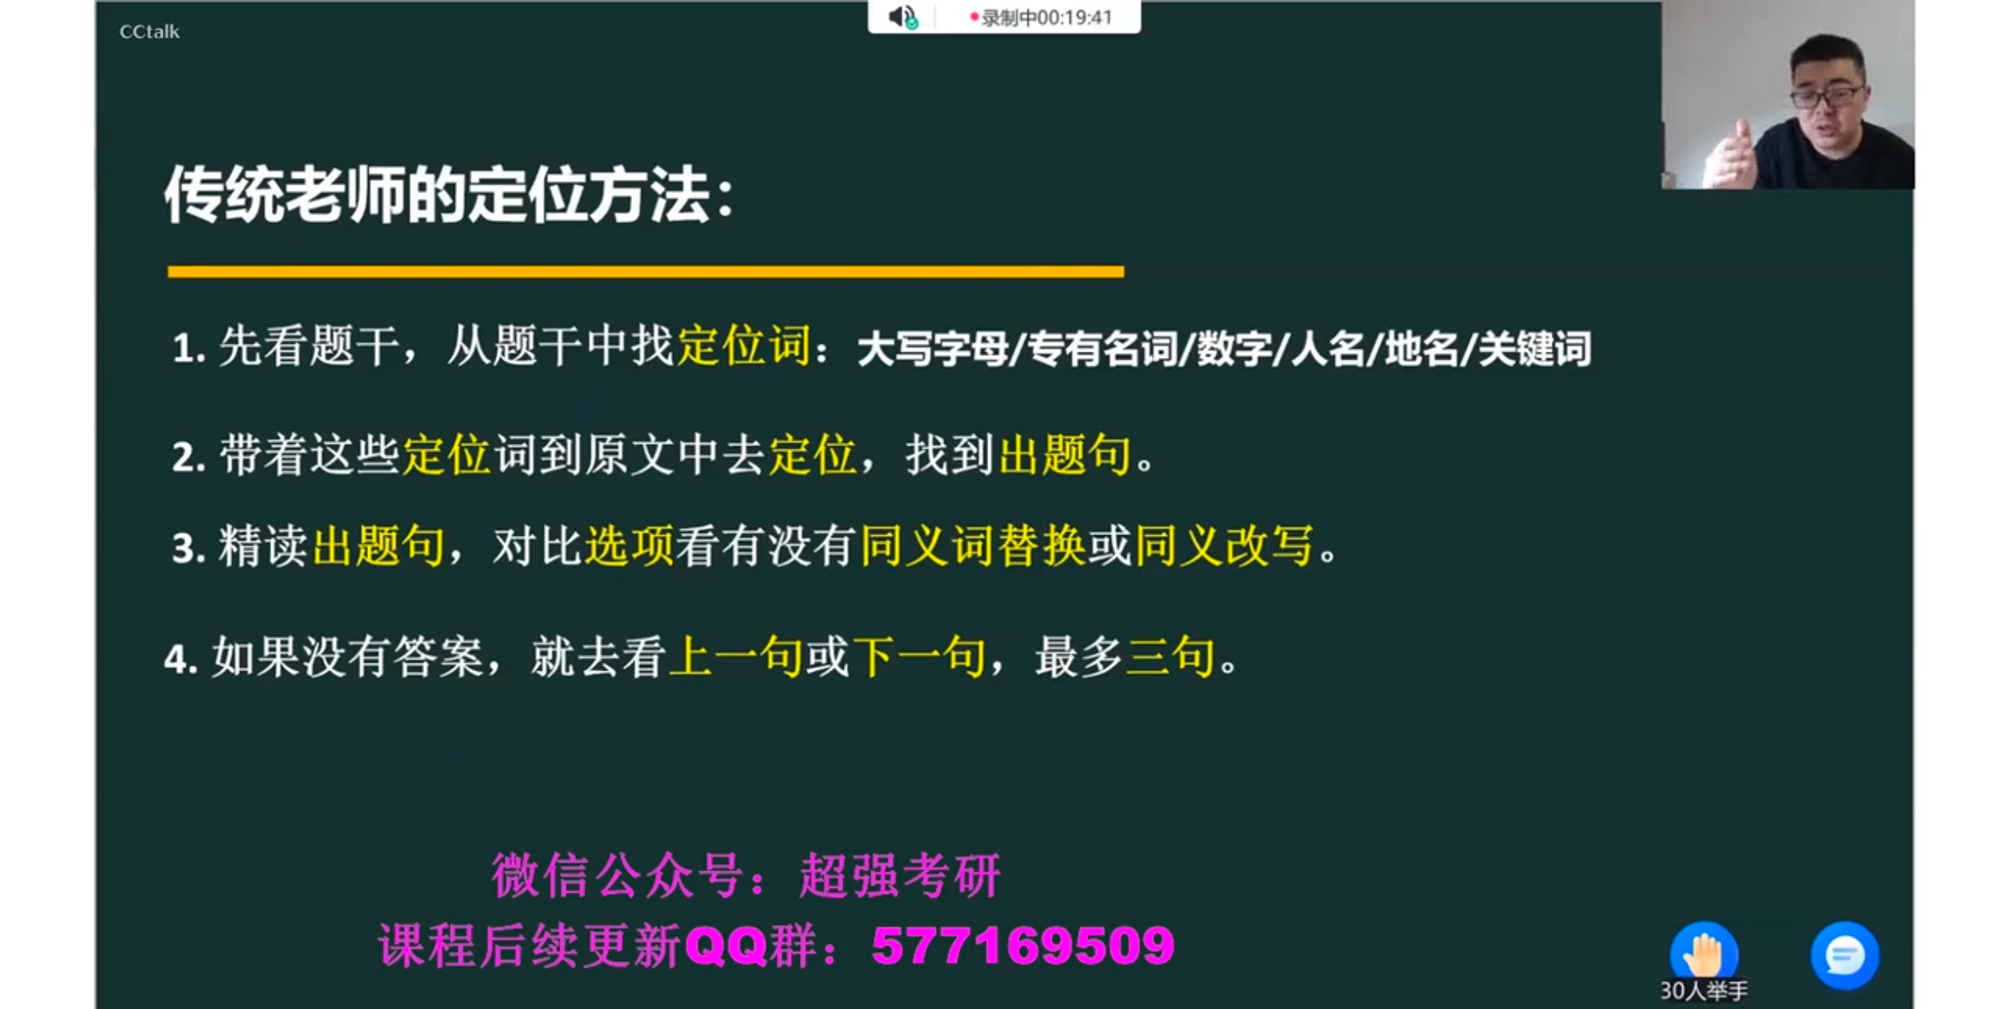 CCtalk
录制中00:19:41
传统老师的定位方法：
1. 先看题干，从题干中找定位词：大写字母/专有名词/数字/人名/地名/关键词
2. 带着这些定位词到原文中去定位，找到出题句。
3. 精读出题句，对比选项看有没有同义词替换或同义改写。
4. 如果没有答案，就去看上一句或下一句，最多三句。
微信公众号：超强考研
课程后续更新QQ群：577169509
30人举手